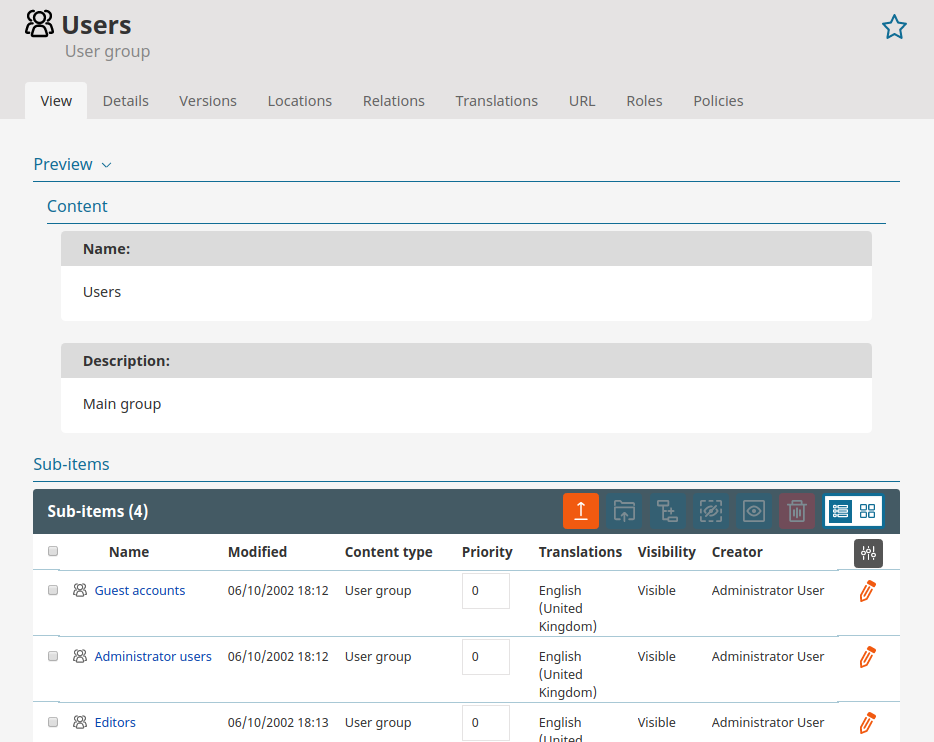 Users
User group
View Details Versions Locations Relations Translations URL Roles Policies
Preview
Content
Name:
Users
Description:
Main group
Sub-items
Sub-items (4)
Name Modified Content type Priority Translations Visibility Creator
Guest accounts 06/10/2002 18:12 User group 0 English Visible Administrator User
(United
Kingdom)
Administrator users 06/10/2002 18:12 User group 0 English Visible Administrator User
(United
Kingdom)
Editors 06/10/2002 18:13 User group 0 English Visible Administrator User
(United